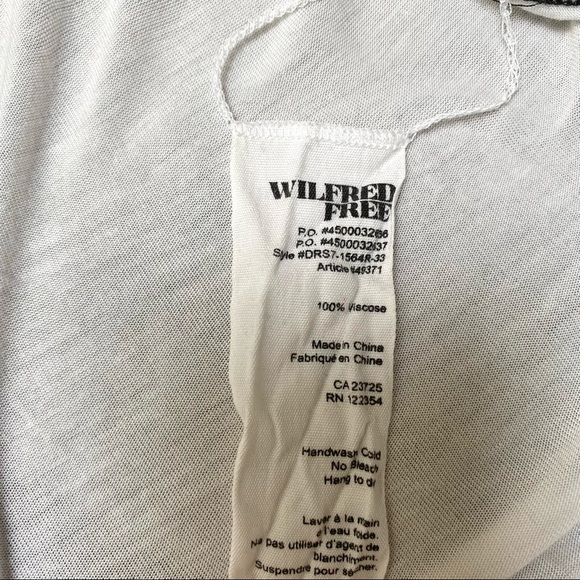 WILFRED
FREE
P.O. #4500032636
P.O. #4500032637
Style #DRS7-1564R-33
Article #49371
100% Viscose
Made in China
Fabriqué en Chine
CA 23725
RN 122354
Handwash Cold
No Bleach
Hang to
Laver à la main
à l'eau froide.
Ne pas utiliser d'agent de
blanchiment.
Suspendre pour sécher.